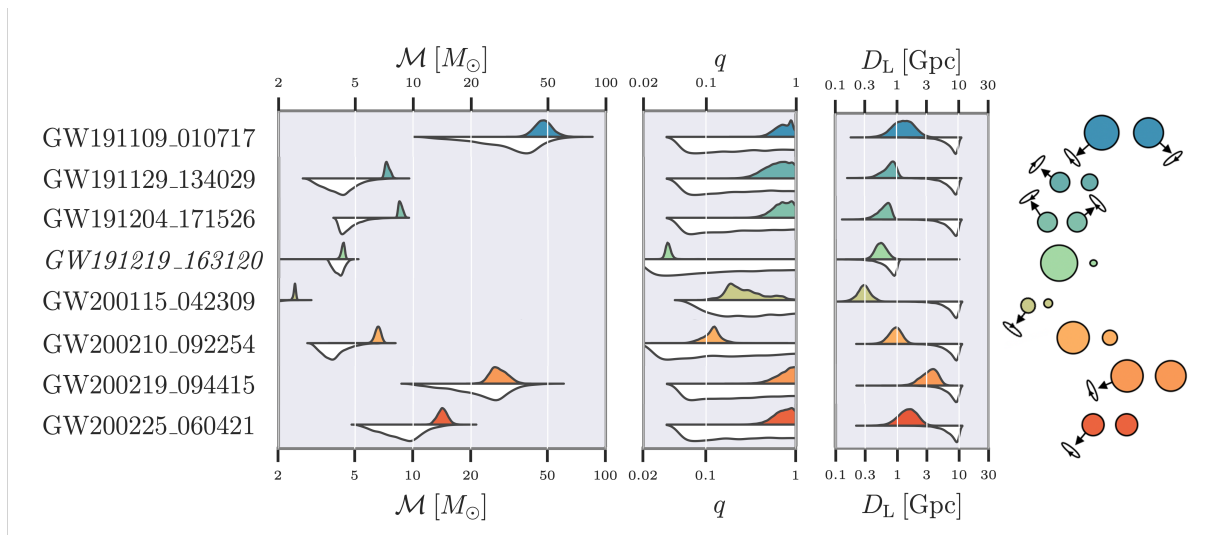 ℳ [M⊙] q D_L [Gpc]
2 5 10 20 50 100 0.02 0.1 1 0.1 0.3 1 3 10 30
GW191109_010717
GW191129_134029
GW191204_171526
GW191219_163120
GW200115_042309
GW200210_092254
GW200219_094415
GW200225_060421
2 5 10 20 50 100 0.02 0.1 1 0.1 0.3 1 3 10 30
ℳ [M⊙] q D_L [Gpc]